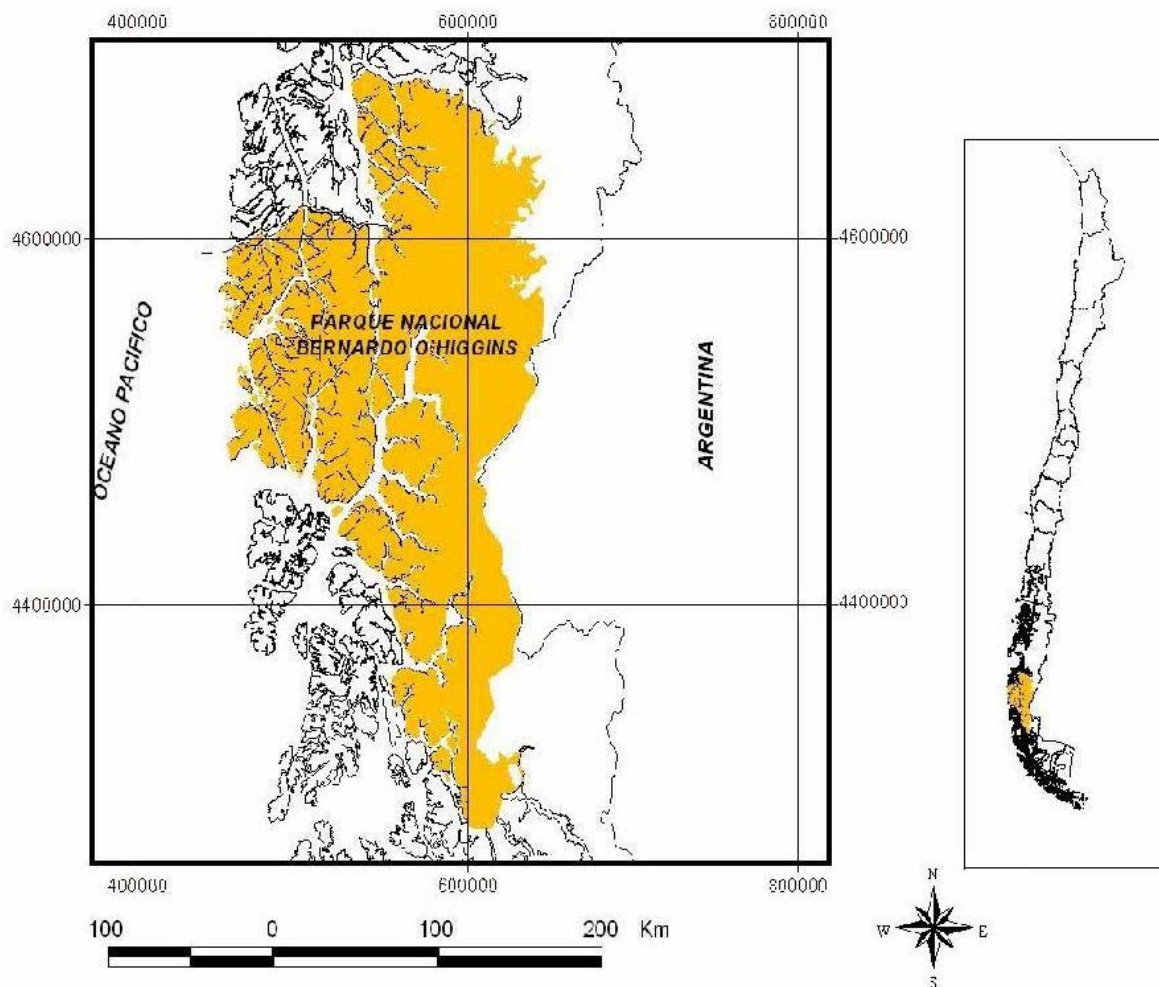 400000 600000 800000
4600000 4600000
PARQUE NACIONAL
BERNARDO O'HIGGINS
OCEANO PACIFICO
ARGENTINA
4400000 4400000
400000 600000 800000
100 0 100 200 Km
N
W E
S